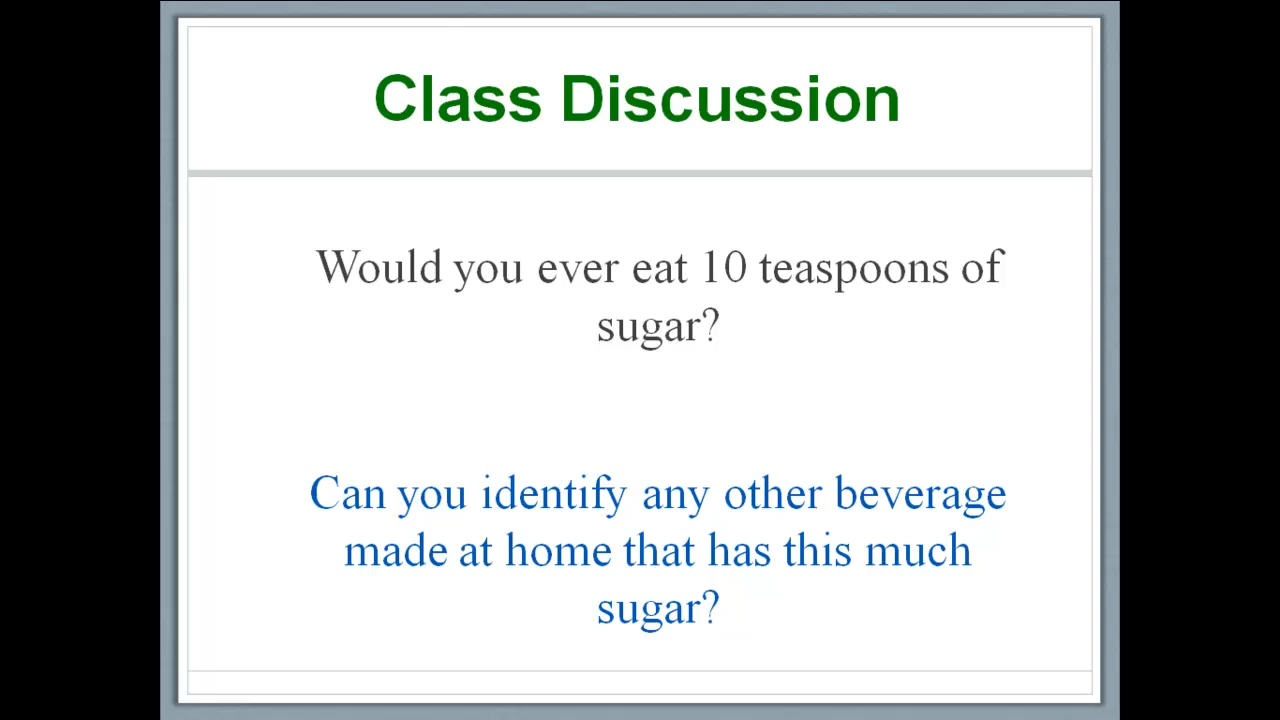 Class Discussion
Would you ever eat 10 teaspoons of
sugar?
Can you identify any other beverage
made at home that has this much
sugar?